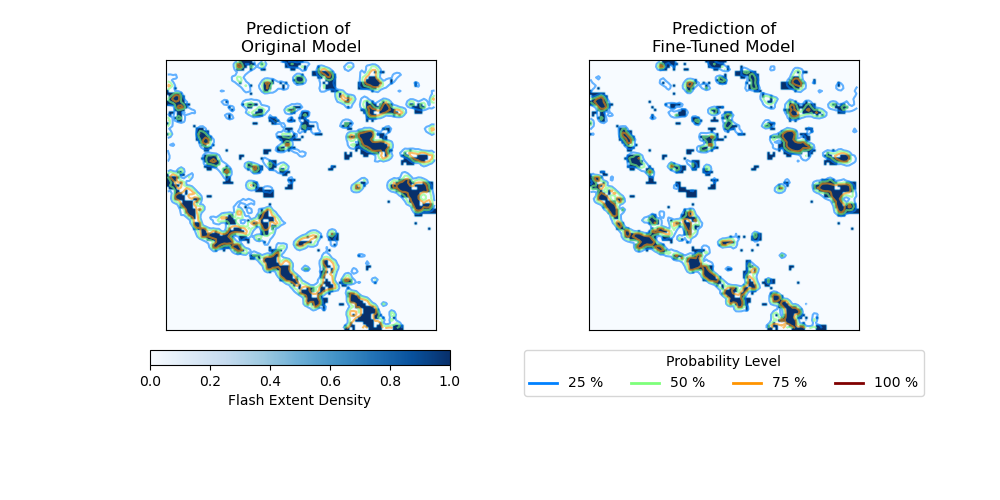 Prediction of
Original Model
Prediction of
Fine-Tuned Model
0.0 0.2 0.4 0.6 0.8 1.0
Flash Extent Density
Probability Level
25 % 50 % 75 % 100 %